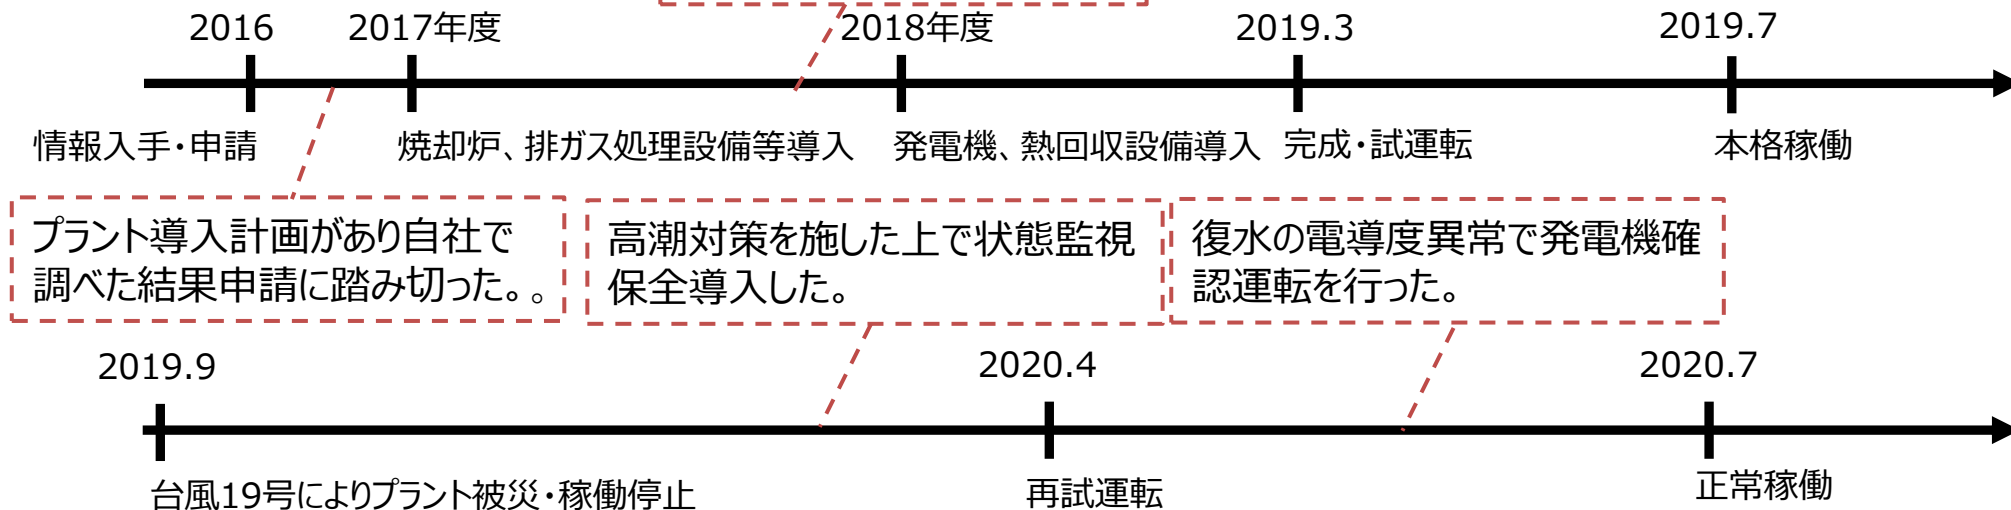 2016
2017年度
2018年度
2019.3
2019.7
情報入手・申請
焼却炉、排ガス処理設備等導入
発電機、熱回収設備導入
完成・試運転
本格稼働
プラント導入計画があり自社で
調べた結果申請に踏み切った。。
高潮対策を施した上で状態監視
保全導入した。
復水の電導度異常で発電機確
認運転を行った。
2019.9
2020.4
2020.7
台風19号によりプラント被災・稼働停止
再試運転
正常稼働